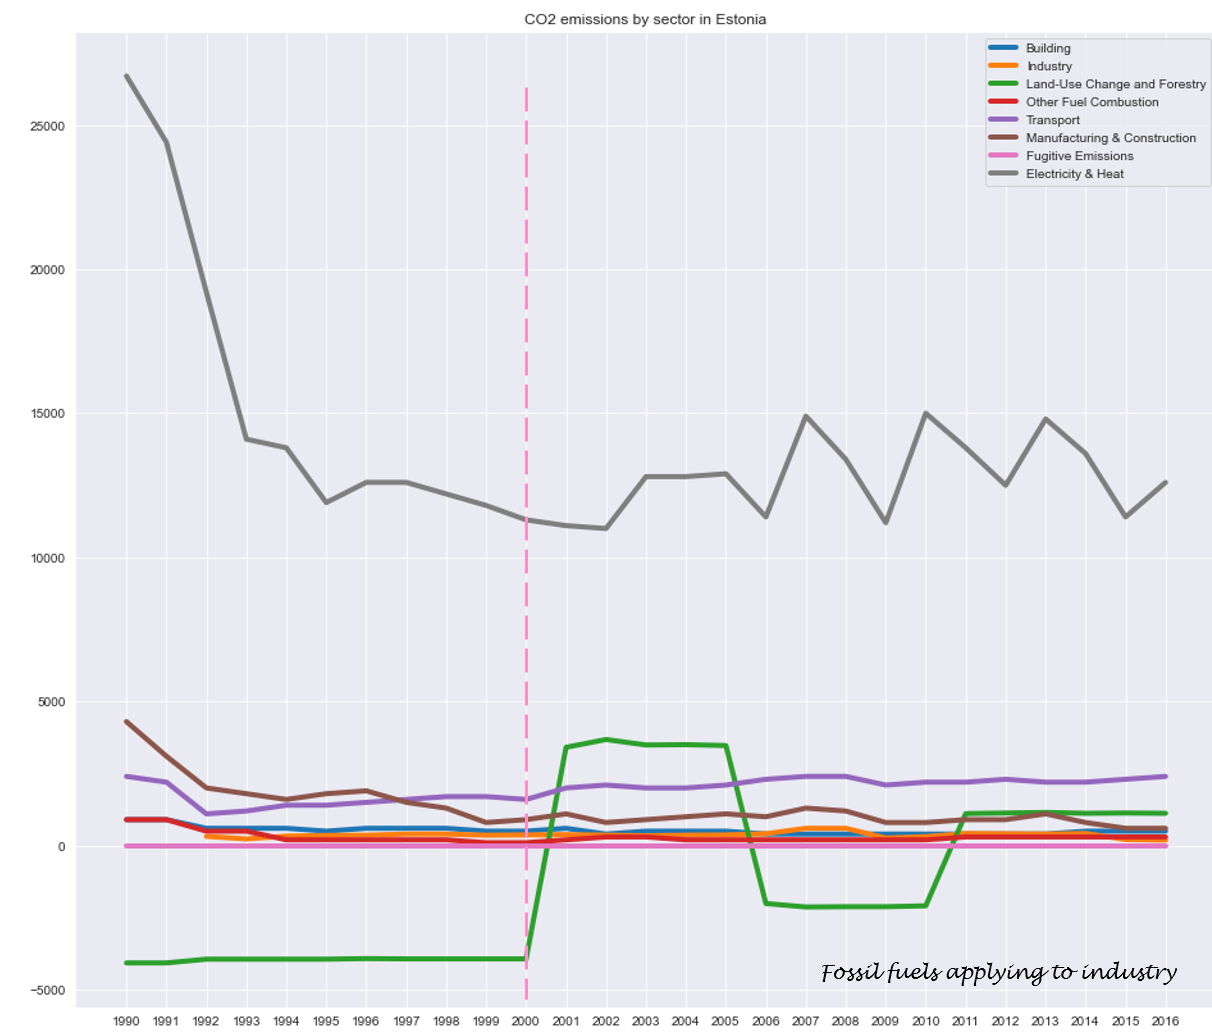 CO2 emissions by sector in Estonia
Building
Industry
Land-Use Change and Forestry
Other Fuel Combustion
Transport
Manufacturing & Construction
Fugitive Emissions
Electricity & Heat
25000
20000
15000
10000
5000
0
−5000
Fossil fuels applying to industry
1990 1991 1992 1993 1994 1995 1996 1997 1998 1999 2000 2001 2002 2003 2004 2005 2006 2007 2008 2009 2010 2011 2012 2013 2014 2015 2016